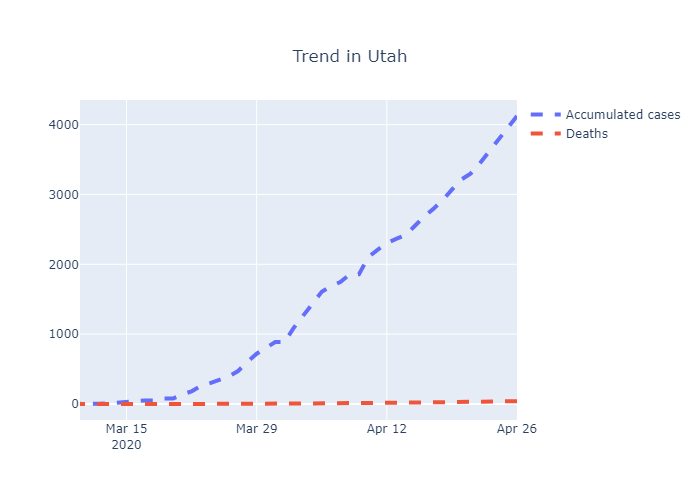 Trend in Utah
Accumulated cases
Deaths
4000
3000
2000
1000
0
Mar 15
2020
Mar 29
Apr 12
Apr 26